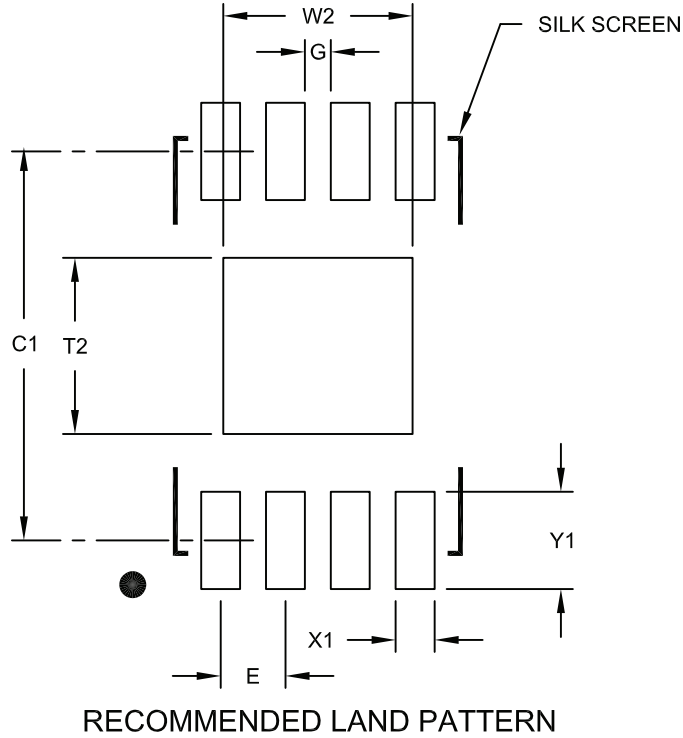 W2
SILK SCREEN
G
C1
T2
Y1
X1
E
RECOMMENDED LAND PATTERN